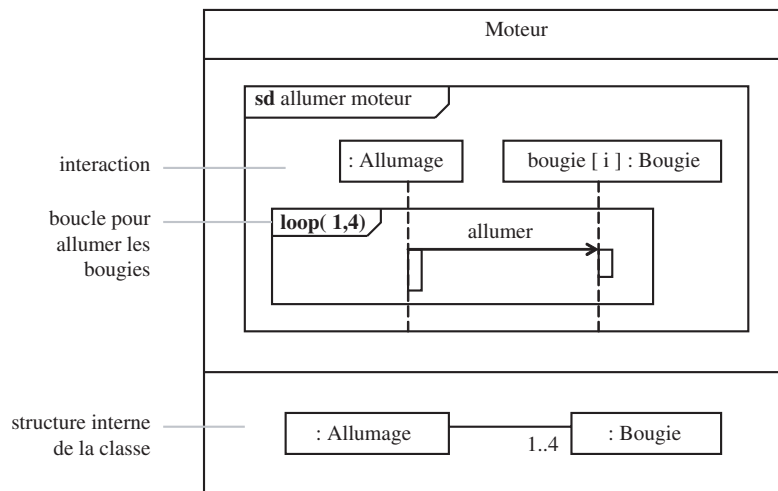 Moteur
sd allumer moteur
interaction
: Allumage
bougie [ i ] : Bougie
boucle pour
allumer les
bougies
loop( 1,4)
allumer
structure interne
de la classe
: Allumage
1..4
: Bougie